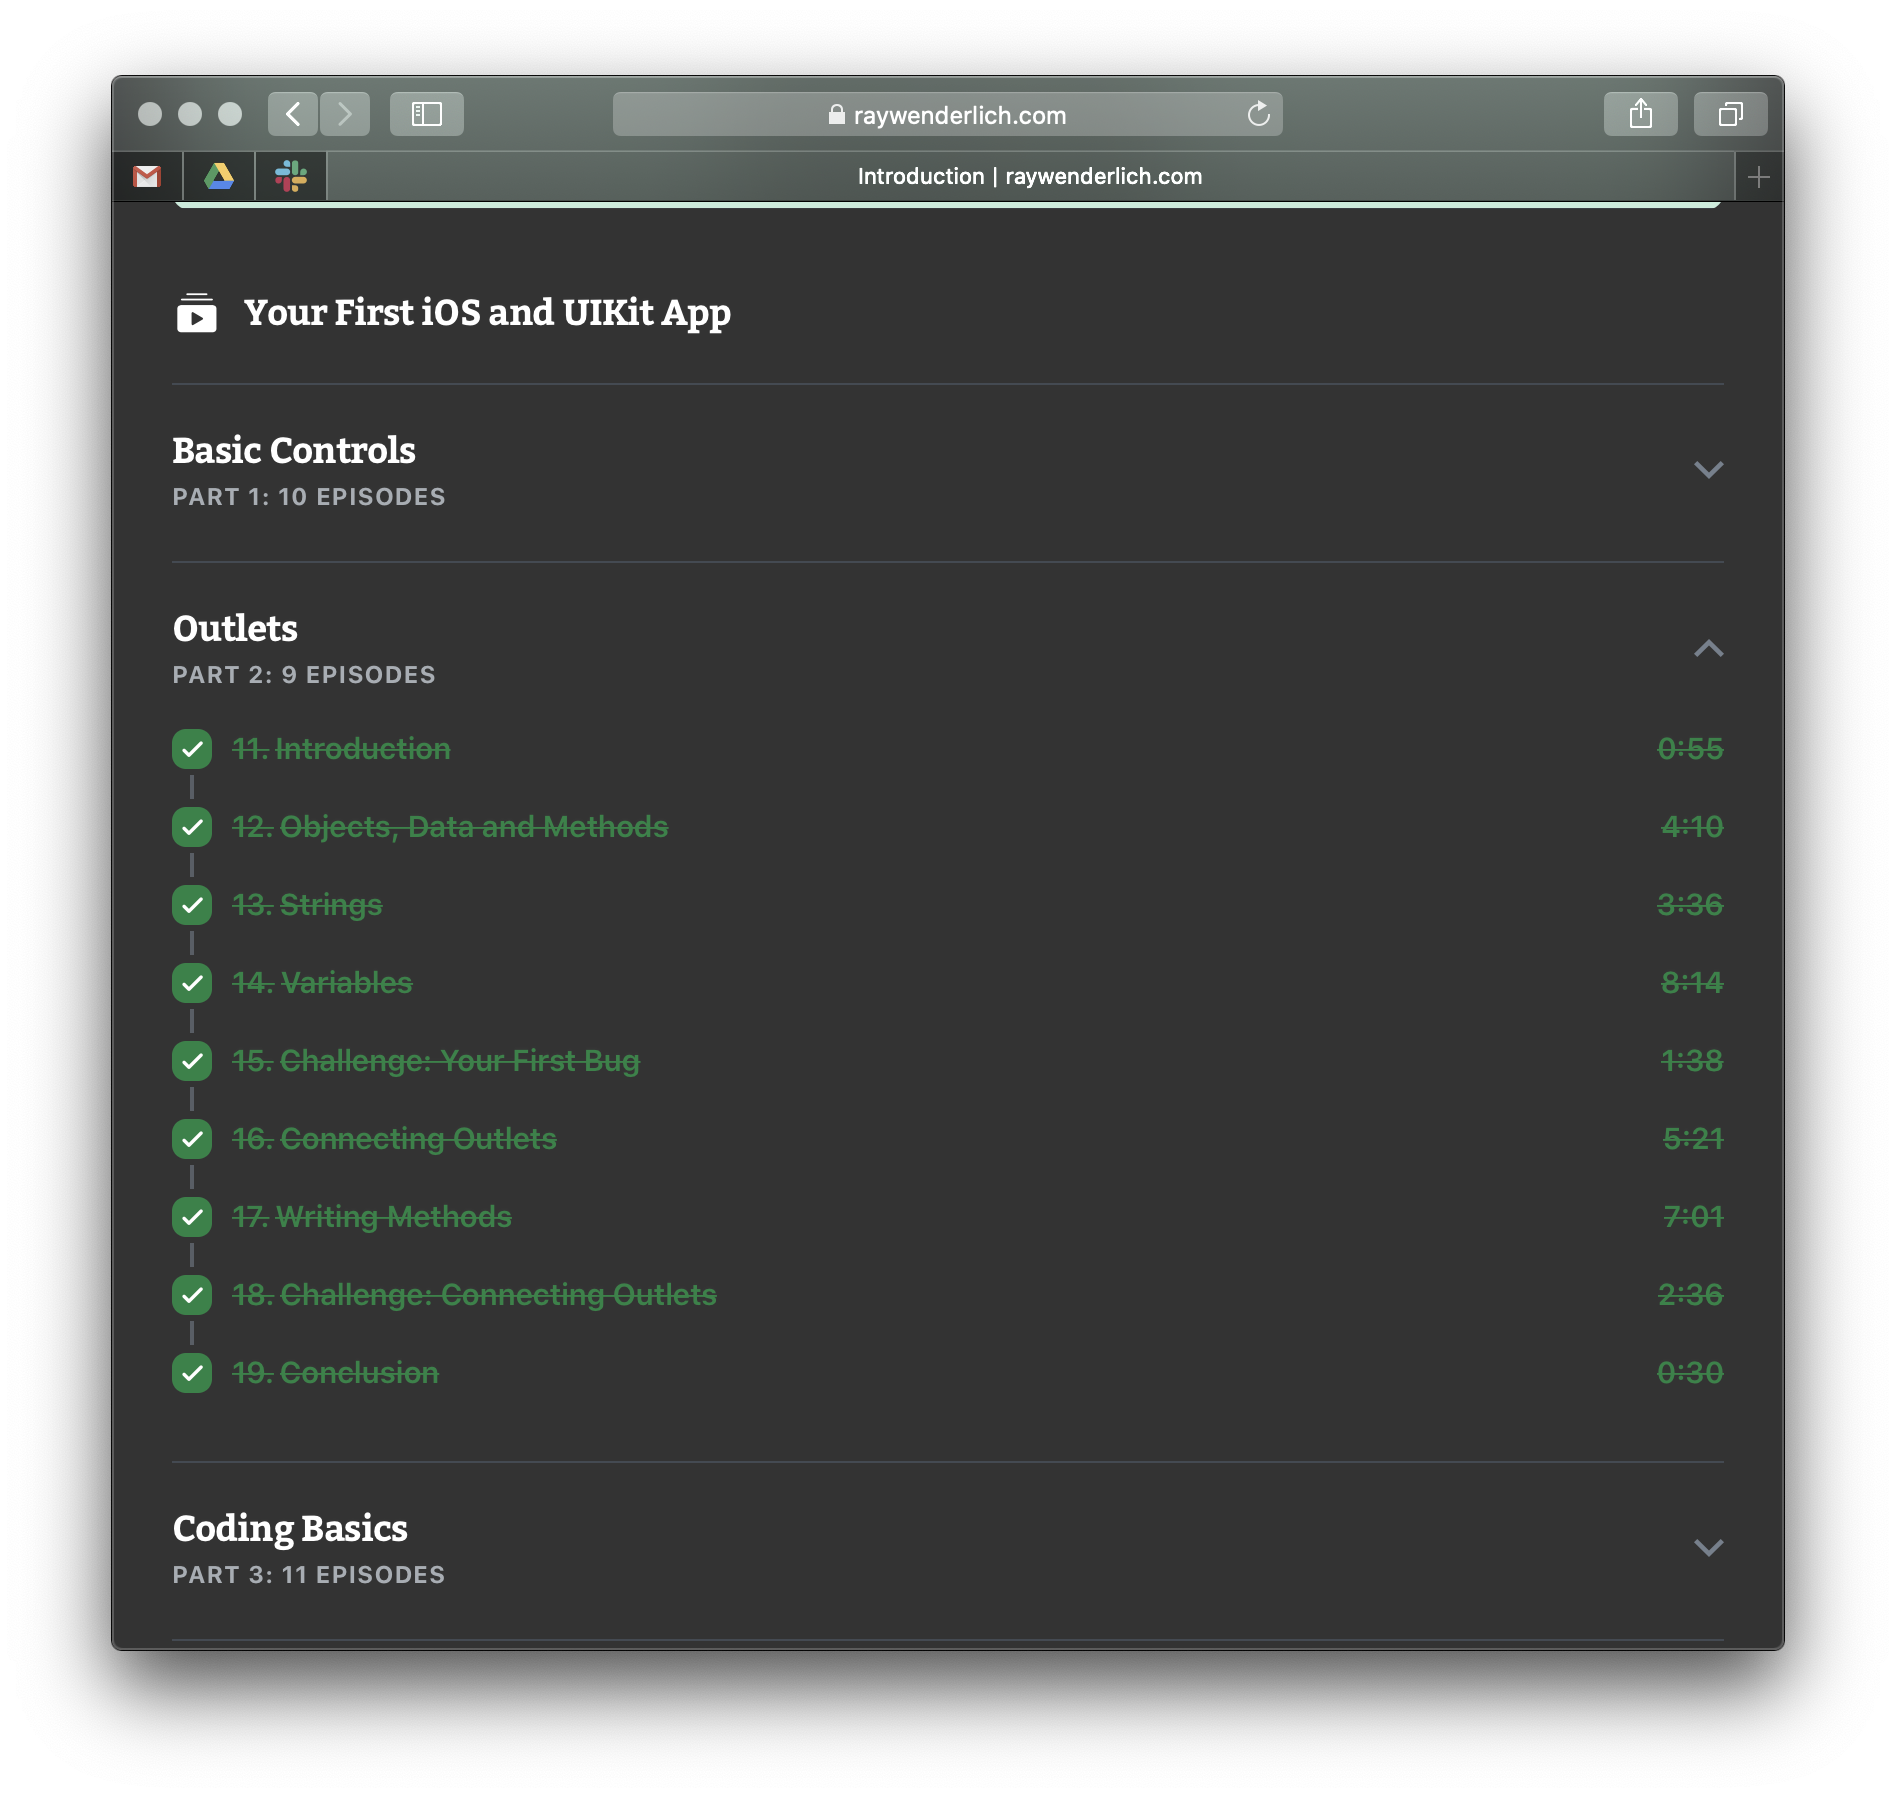 raywenderlich.com
Introduction | raywenderlich.com
Your First iOS and UIKit App
Basic Controls
PART 1: 10 EPISODES
Outlets
PART 2: 9 EPISODES
11. Introduction 0:55
12. Objects, Data and Methods 4:10
13. Strings 3:36
14. Variables 8:14
15. Challenge: Your First Bug 1:38
16. Connecting Outlets 5:21
17. Writing Methods 7:01
18. Challenge: Connecting Outlets 2:36
19. Conclusion 0:30
Coding Basics
PART 3: 11 EPISODES